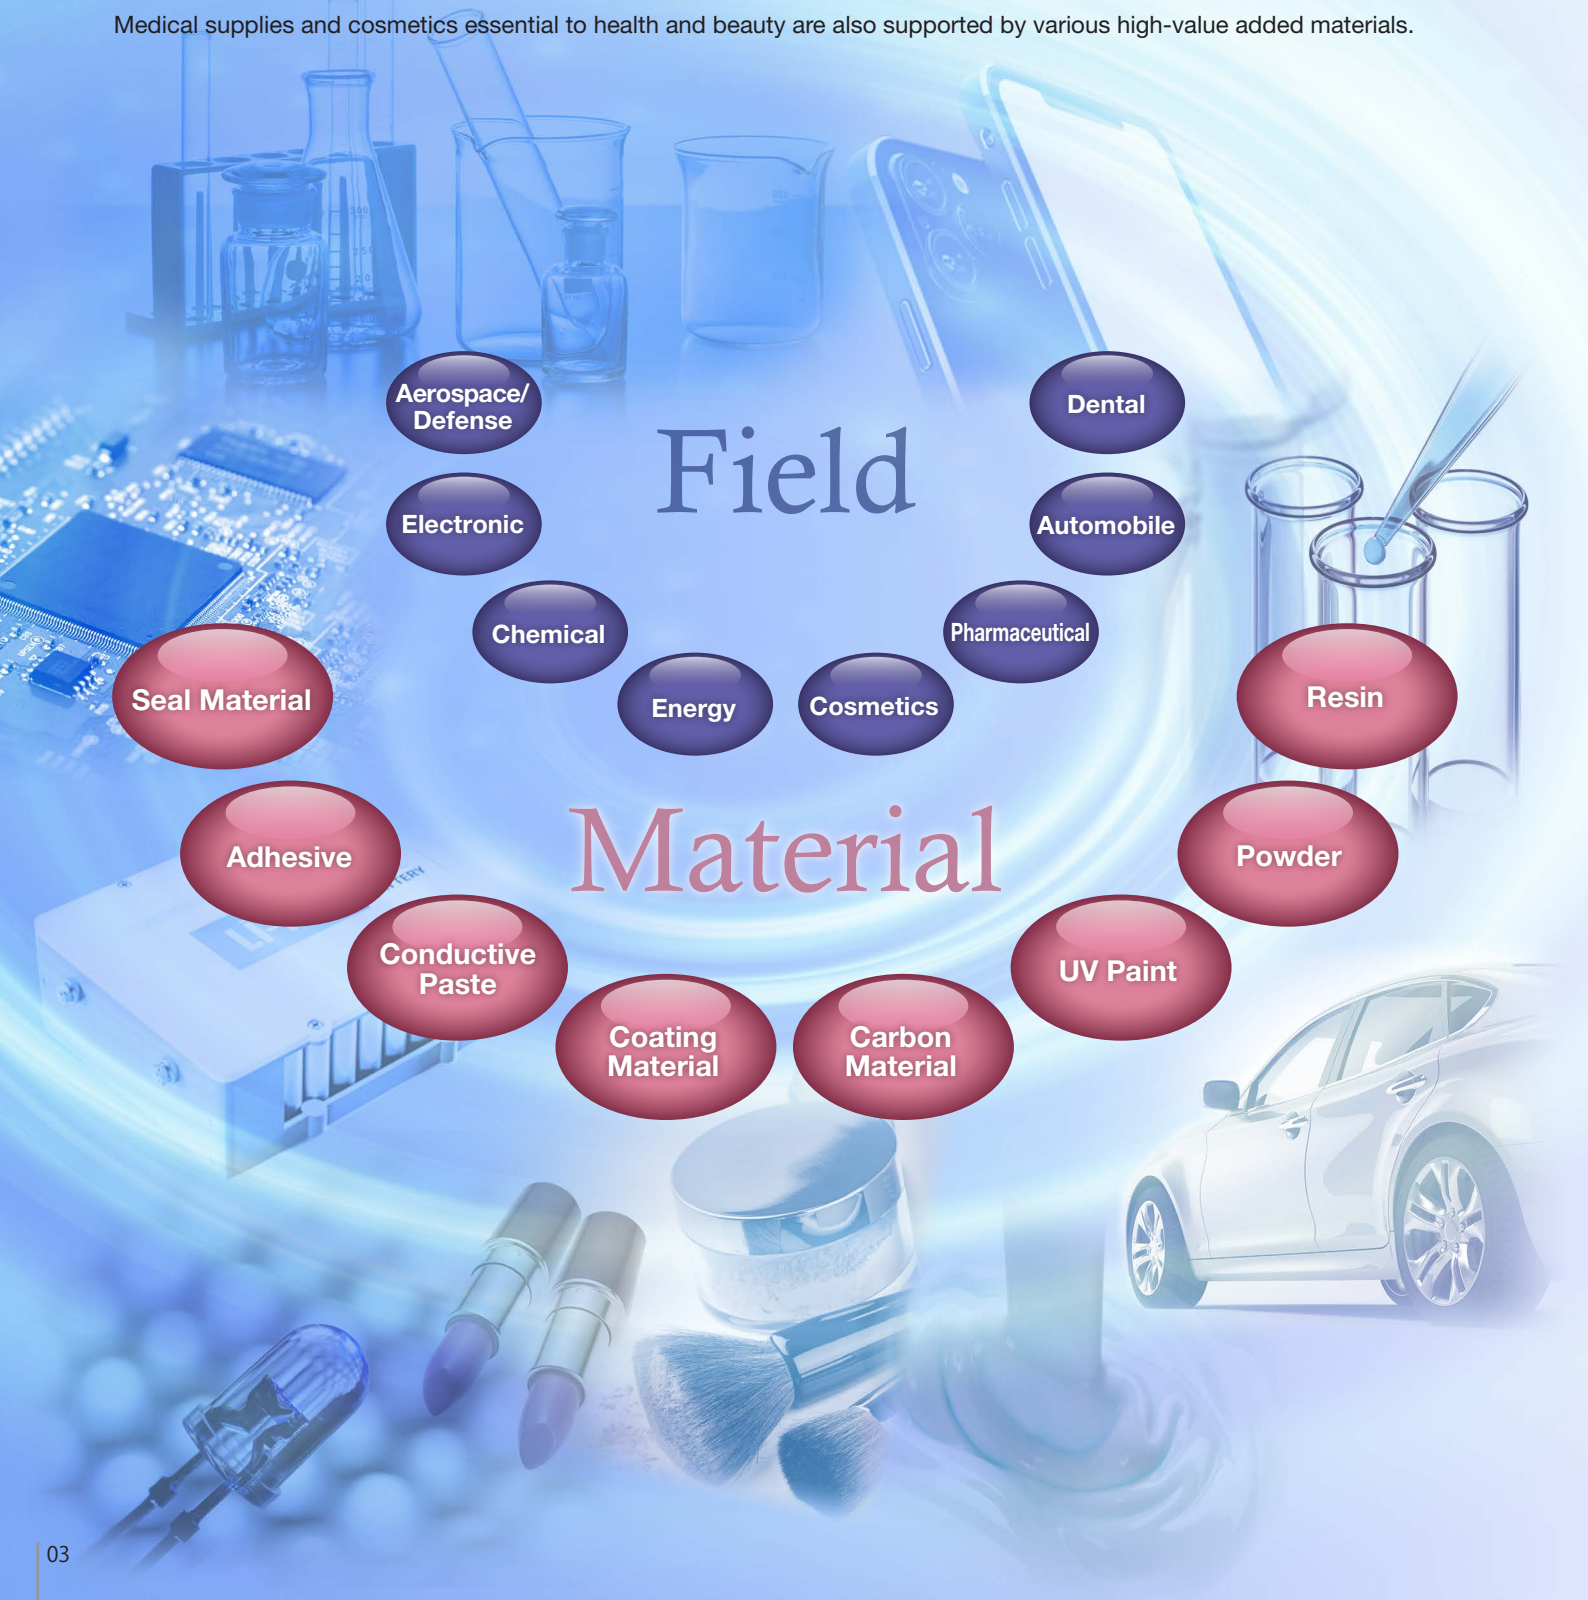 Medical supplies and cosmetics essential to health and beauty are also supported by various high-value added materials.
Aerospace/
Defense
Dental
Field
Electronic
Automobile
Chemical
Pharmaceutical
Energy
Cosmetics
Seal Material
Resin
Material
Adhesive
Powder
Conductive
Paste
UV Paint
Coating
Material
Carbon
Material
03